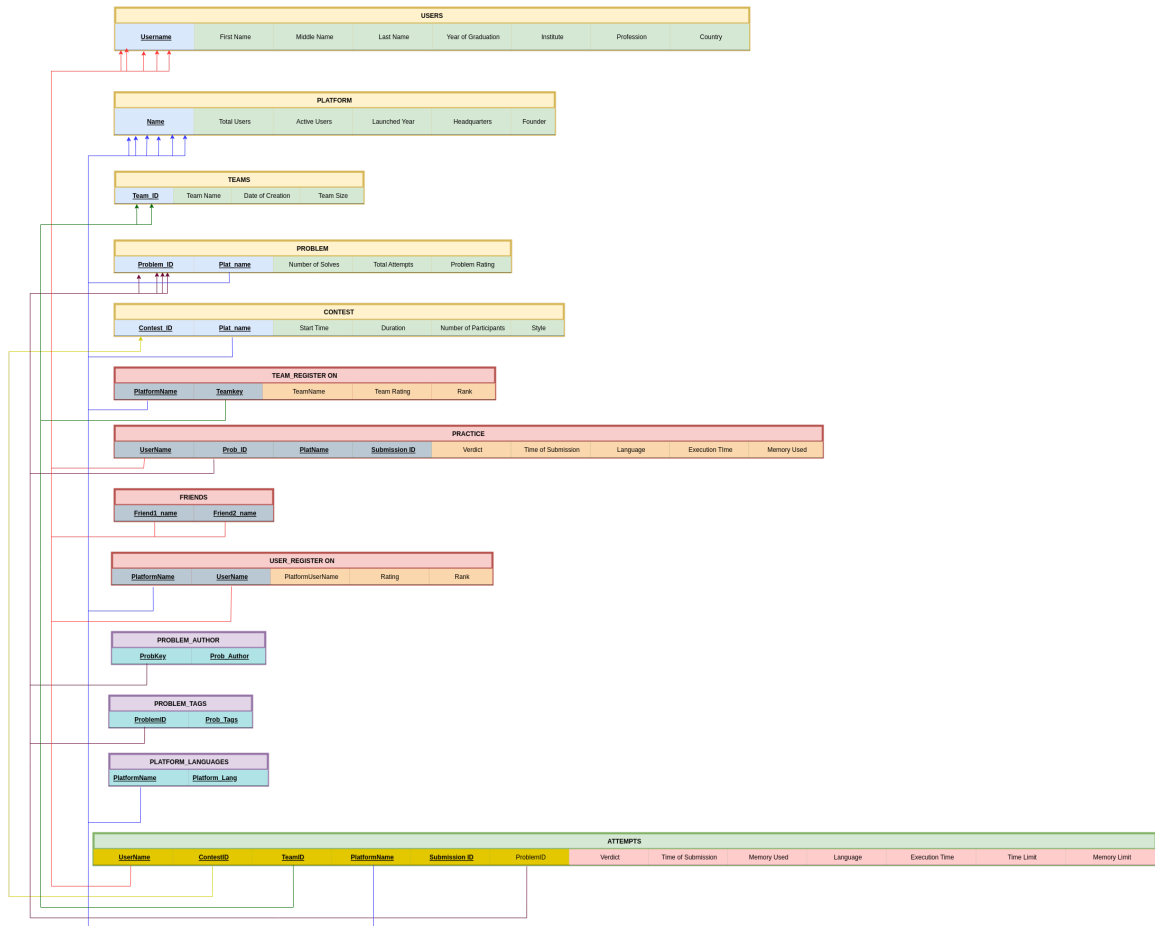 USERS
Username First Name Middle Name Last Name Year of Graduation Institute Profession Country
PLATFORM
Name Total Users Active Users Launched Year Headquarters Founder
TEAMS
Team_ID Team Name Date of Creation Team Size
PROBLEM
Problem_ID Plat_name Number of Solves Total Attempts Problem Rating
CONTEST
Contest_ID Plat_name Start Time Duration Number of Participants Style
TEAM_REGISTER ON
PlatformName Teamkey TeamName Team Rating Rank
PRACTICE
UserName Prob_ID PlatName Submission ID Verdict Time of Submission Language Execution TIme Memory Used
FRIENDS
Friend1_name Friend2_name
USER_REGISTER ON
PlatformName UserName PlatformUserName Rating Rank
PROBLEM_AUTHOR
ProbKey Prob_Author
PROBLEM_TAGS
ProblemID Prob_Tags
PLATFORM_LANGUAGES
PlatformName Platform_Lang
ATTEMPTS
UserName ContestID TeamID PlatformName Submission ID ProblemID Verdict Time of Submission Memory Used Language Execution Time Time Limit Memory Limit